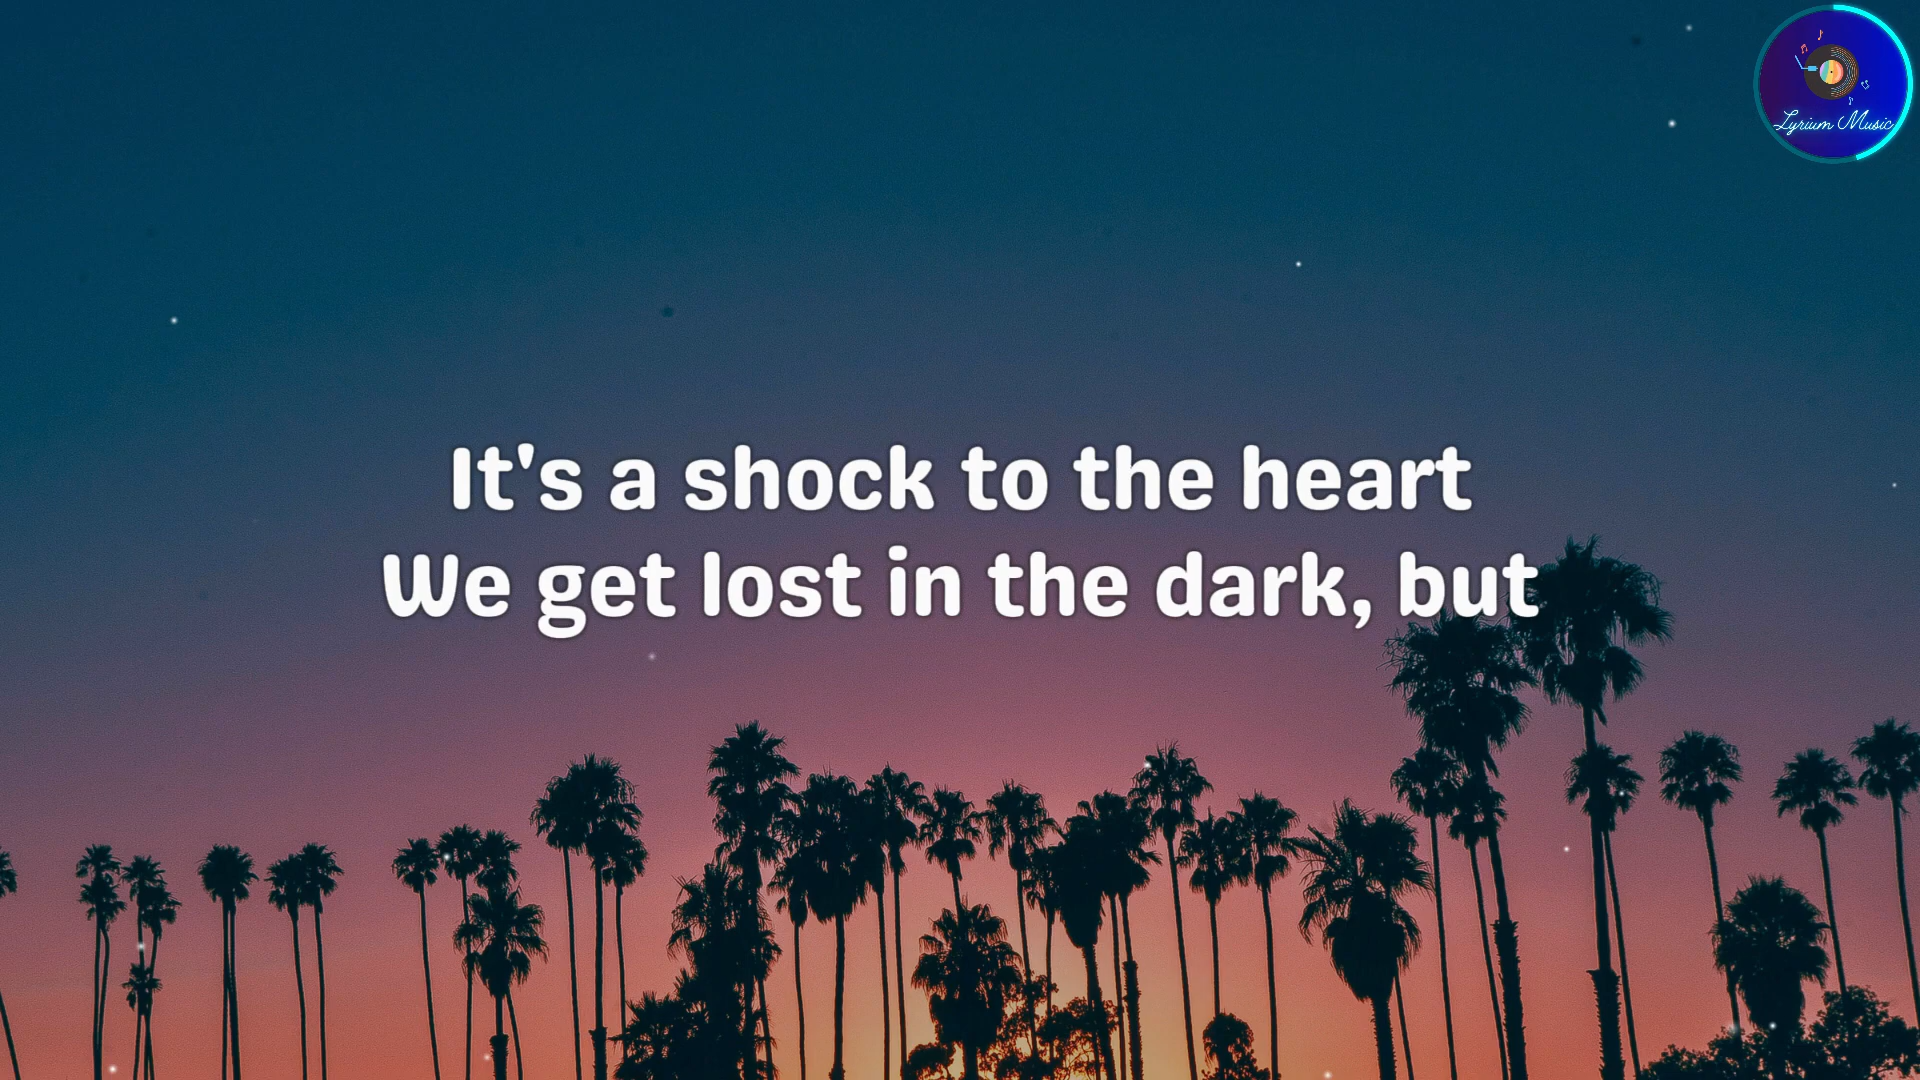 Lyrium Music
It's a shock to the heart
We get lost in the dark, but